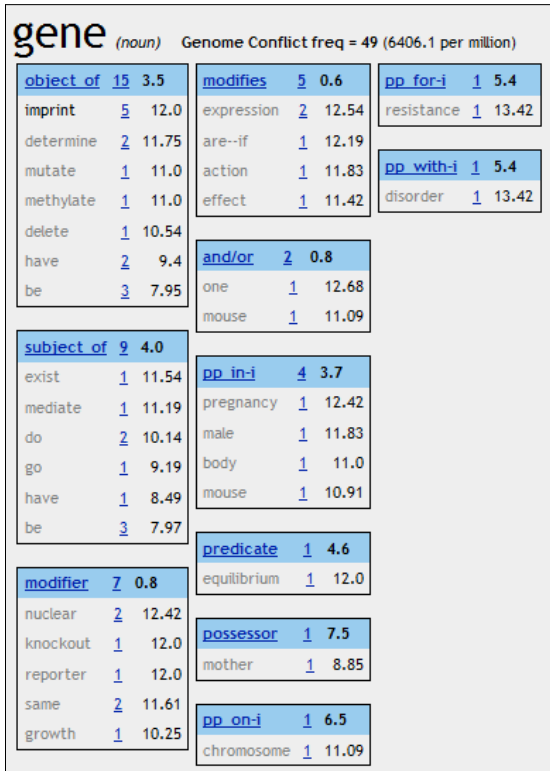 gene (noun) Genome Conflict freq = 49 (6406.1 per million)
object_of 15 3.5
imprint 5 12.0
determine 2 11.75
mutate 1 11.0
methylate 1 11.0
delete 1 10.54
have 2 9.4
be 3 7.95
subject_of 9 4.0
exist 1 11.54
mediate 1 11.19
do 2 10.14
go 1 9.19
have 1 8.49
be 3 7.97
modifier 7 0.8
nuclear 2 12.42
knockout 1 12.0
reporter 1 12.0
same 2 11.61
growth 1 10.25
modifies 5 0.6
expression 2 12.54
are--if 1 12.19
action 1 11.83
effect 1 11.42
and/or 2 0.8
one 1 12.68
mouse 1 11.09
pp_in-i 4 3.7
pregnancy 1 12.42
male 1 11.83
body 1 11.0
mouse 1 10.91
predicate 1 4.6
equilibrium 1 12.0
possessor 1 7.5
mother 1 8.85
pp_on-i 1 6.5
chromosome 1 11.09
pp_for-i 1 5.4
resistance 1 13.42
pp_with-i 1 5.4
disorder 1 13.42